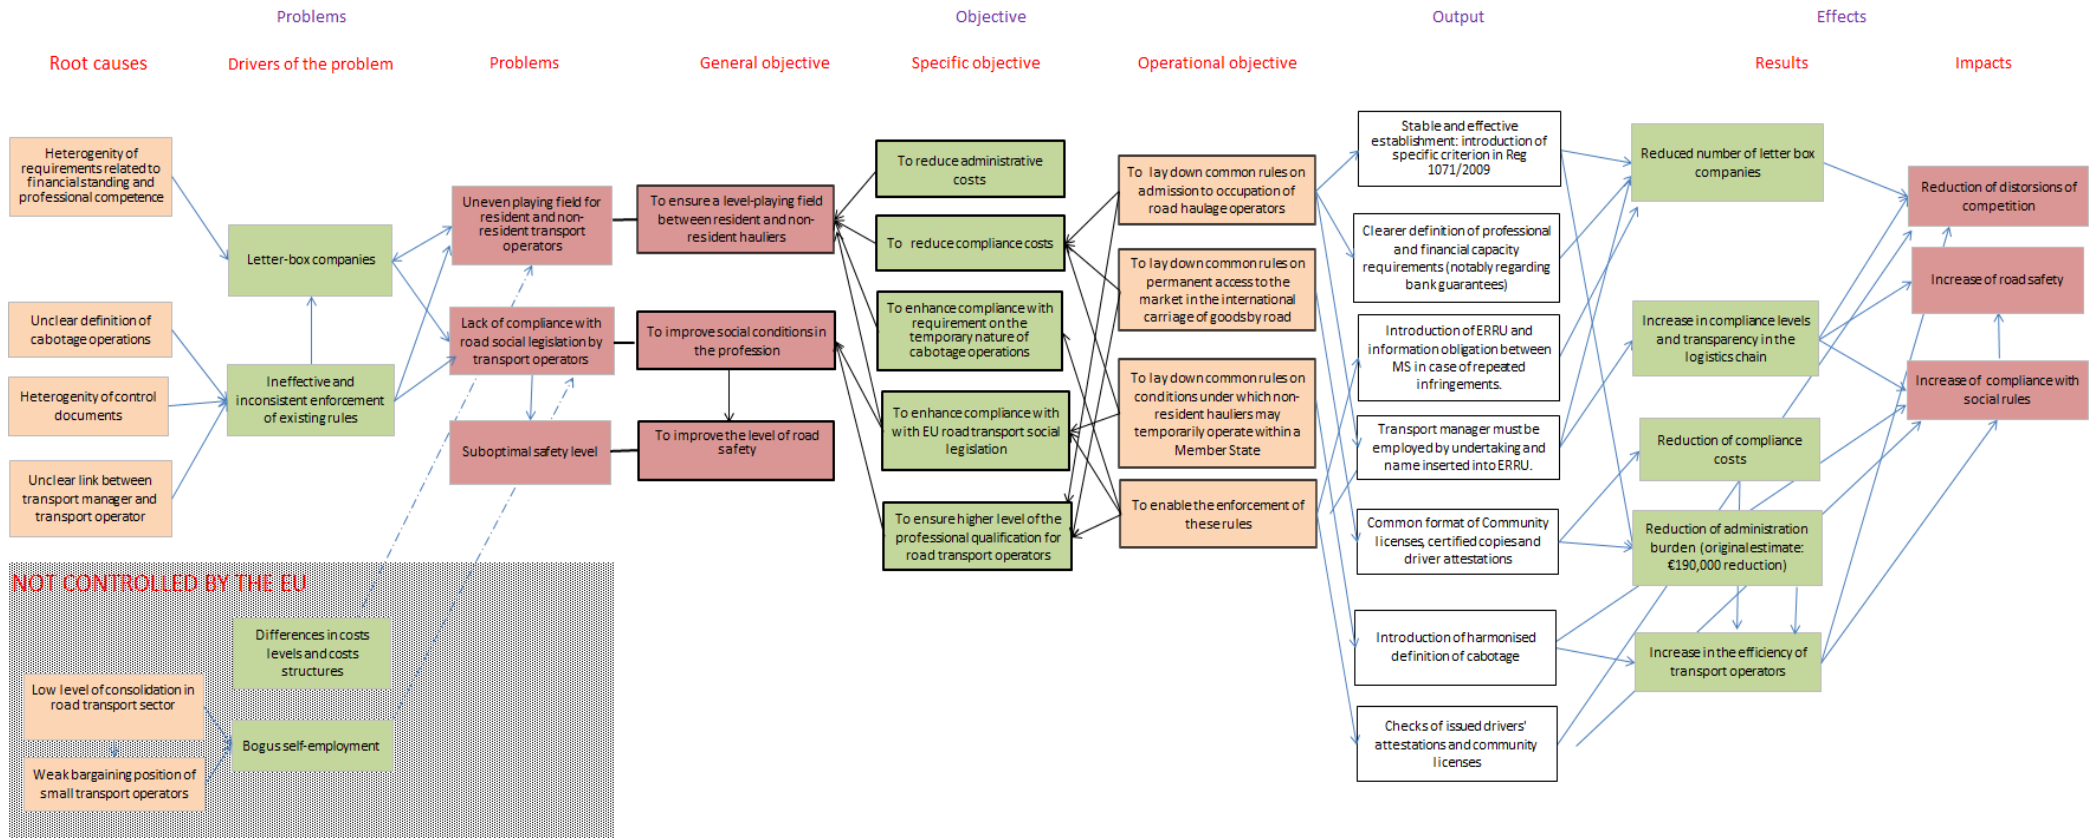 Problems
Objective
Output
Effects
Root causes
Drivers of the problem
Problems
General objective
Specific objective
Operational objective
Results
Impacts
Heterogenity of
requirements related to
financial standing and
professional competence
Unclear definition of
cabotage operations
Heterogenity of control
documents
Unclear link between
transport manager and
transport operator
Letter-box companies
Ineffective and
inconsistent enforcement
of existing rules
Uneven playing field for
resident and non-
resident transport
operators
Lack of compliance with
road social legislation by
transport operators
Suboptimal safety level
To ensure a level-playing field
between resident and non-
resident hauliers
To improve social conditions in
the profession
To improve the level of road
safety
To reduce administrative
costs
To reduce compliance costs
To enhance compliance with
requirement on the
temporary nature of
cabotage operations
To enhance compliance with
with EU road transport social
legislation
To ensure higher level of the
professional qualification for
road transport operators
To lay down common rules on
admission to occupation of
road haulage operators
To lay down common rules on
permanent access to the
market in the international
carriage of goods by road
To lay down common rules on
conditions under which non-
resident hauliers may
temporarily operate within a
Member State
To enable the enforcement of
these rules
Stable and effective
establishment: introduction of
specific criterion in Reg
1071/2009
Clearer definition of professional
and financial capacity
requirements (notably regarding
bank guarantees)
Introduction of ERRU and
information obligation between
MS in case of repeated
infringements.
Transport manager must be
employed by undertaking and
name inserted into ERRU.
Common format of Community
licenses, certified copies and
driver attestations
Introduction of harmonised
definition of cabotage
Checks of issued drivers'
attestations and community
licenses
Reduced number of letter box
companies
Increase in compliance levels
and transparency in the
logistics chain
Reduction of compliance
costs
Reduction of administration
burden (original estimate:
€190,000 reduction)
Increase in the efficiency of
transport operators
Reduction of distorsions of
competition
Increase of road safety
Increase of compliance with
social rules
NOT CONTROLLED BY THE EU
Differences in costs
levels and costs
structures
Low level of consolidation in
road transport sector
Bogus self-employment
Weak bargaining position of
small transport operators